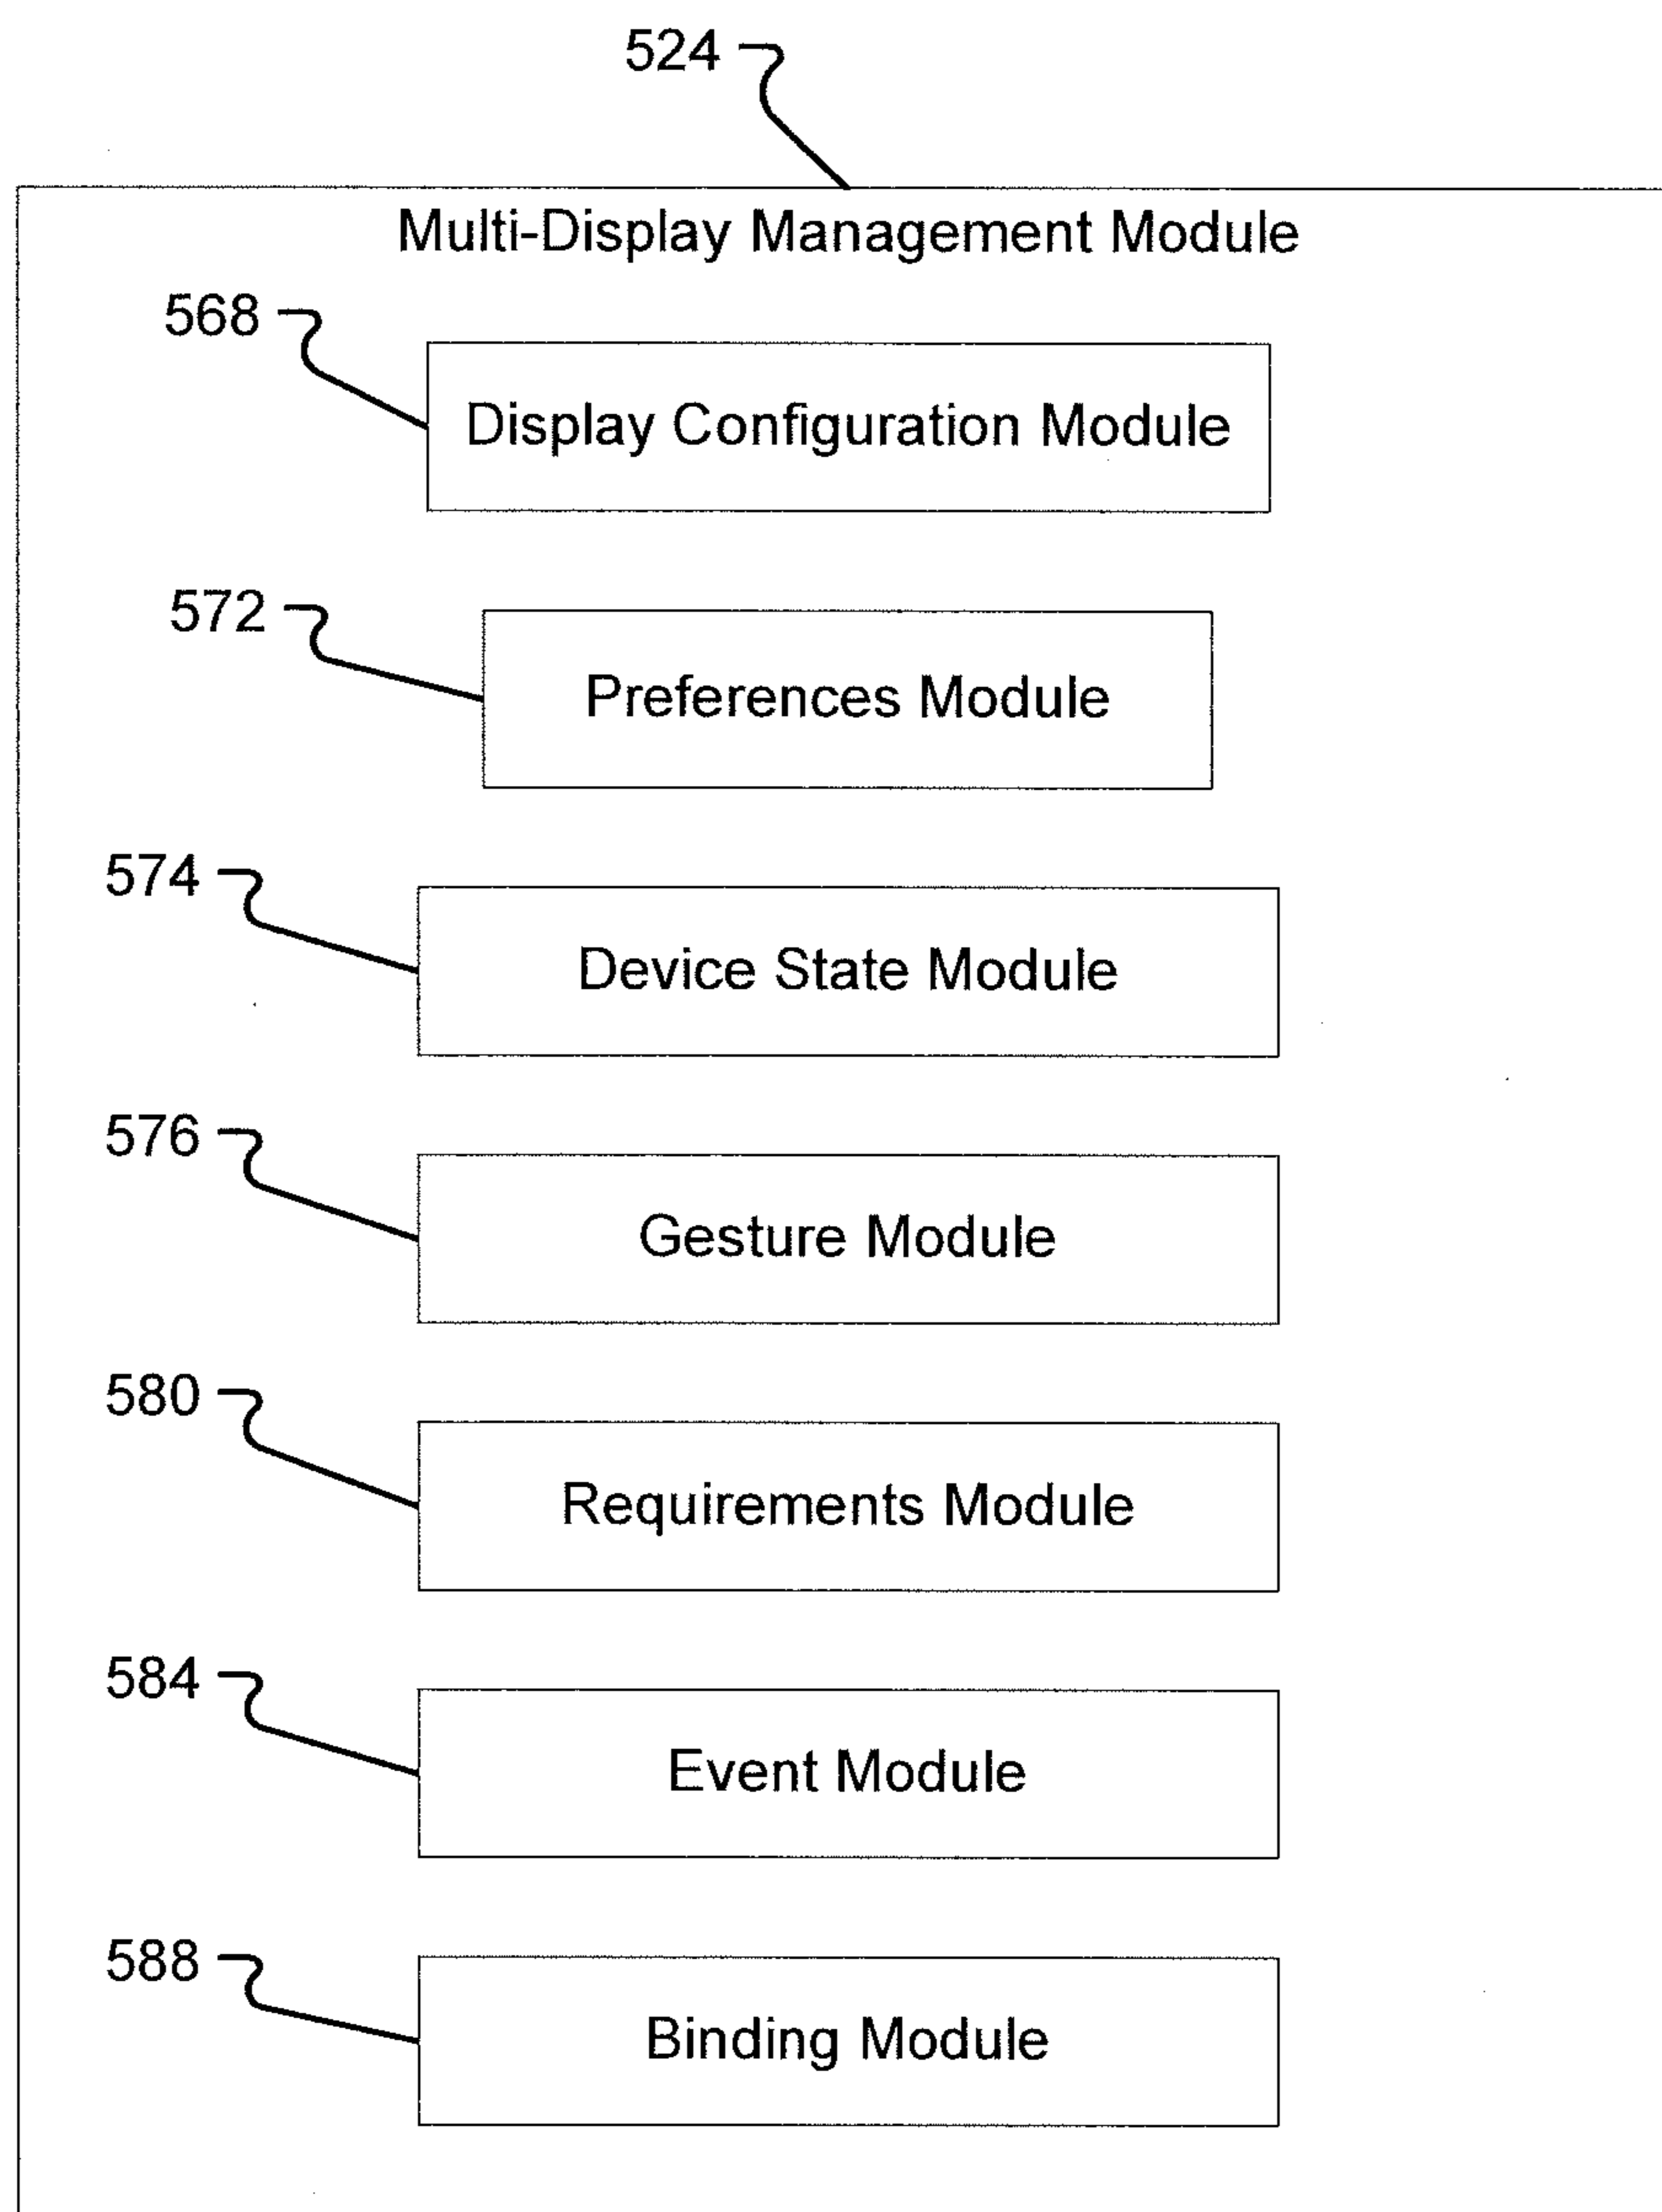 524
Multi-Display Management Module
568
Display Configuration Module
572
Preferences Module
574
Device State Module
576
Gesture Module
580
Requirements Module
584
Event Module
588
Binding Module